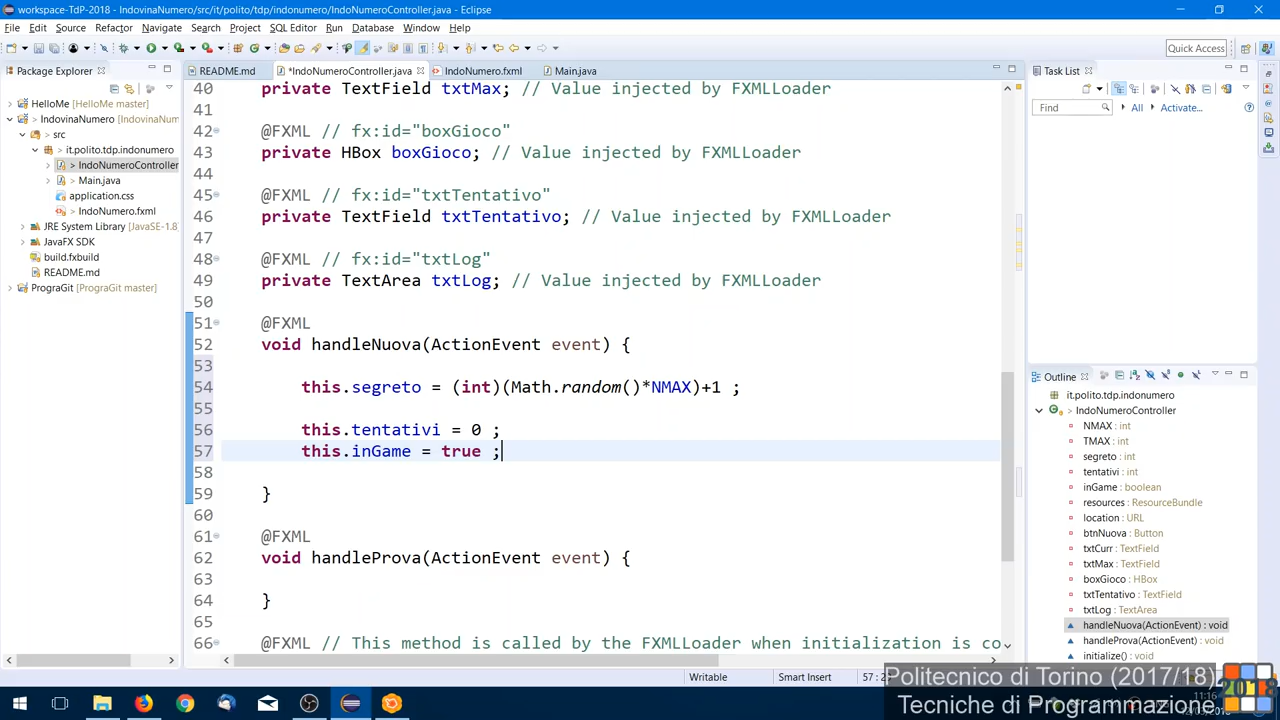 workspace-TdP-2018 - IndovinaNumero/src/it/polito/tdp/indonumero/IndoNumeroController.java - Eclipse
File Edit Source Refactor Navigate Search Project SQL Editor Run Database Window Help
Quick Access
Package Explorer
README.md
*IndoNumeroController.java
IndoNumero.fxml
Main.java
Task List
> HelloMe [HelloMe master]
> IndovinaNumero [IndovinaNumero
> src
> it.polito.tdp.indonumero
> IndoNumeroController
> Main.java
application.css
> IndoNumero.fxml
JRE System Library [JavaSE-1.8]
JavaFX SDK
build.fxbuild
README.md
> PrograGit [PrograGit master]
40 private TextField txtMax; // Value injected by FXMLLoader
41
42 @FXML // fx:id="boxGioco"
43 private HBox boxGioco; // Value injected by FXMLLoader
44
45 @FXML // fx:id="txtTentativo"
46 private TextField txtTentativo; // Value injected by FXMLLoader
47
48 @FXML // fx:id="txtLog"
49 private TextArea txtLog; // Value injected by FXMLLoader
50
51 @FXML
52 void handleNuova(ActionEvent event) {
53
54 this.segreto = (int)(Math.random()*NMAX)+1 ;
55
56 this.tentativi = 0 ;
57 this.inGame = true ;
58
59 }
60
61 @FXML
62 void handleProva(ActionEvent event) {
63
64 }
65
66 @FXML // This method is called by the FXMLLoader when initialization is co
Find
All
Activate...
Outline
it.polito.tdp.indonumero
IndoNumeroController
NMAX : int
TMAX : int
segreto : int
tentativi : int
inGame : boolean
resources : ResourceBundle
location : URL
btnNuova : Button
txtCurr : TextField
txtMax : TextField
boxGioco : HBox
txtTentativo : TextField
txtLog : TextArea
handleNuova(ActionEvent) : void
handleProva(ActionEvent) : void
initialize() : void
Writable
Smart Insert
Politecnico di Torino (2017/18)
Tecniche di Programmazione
11:16
2018